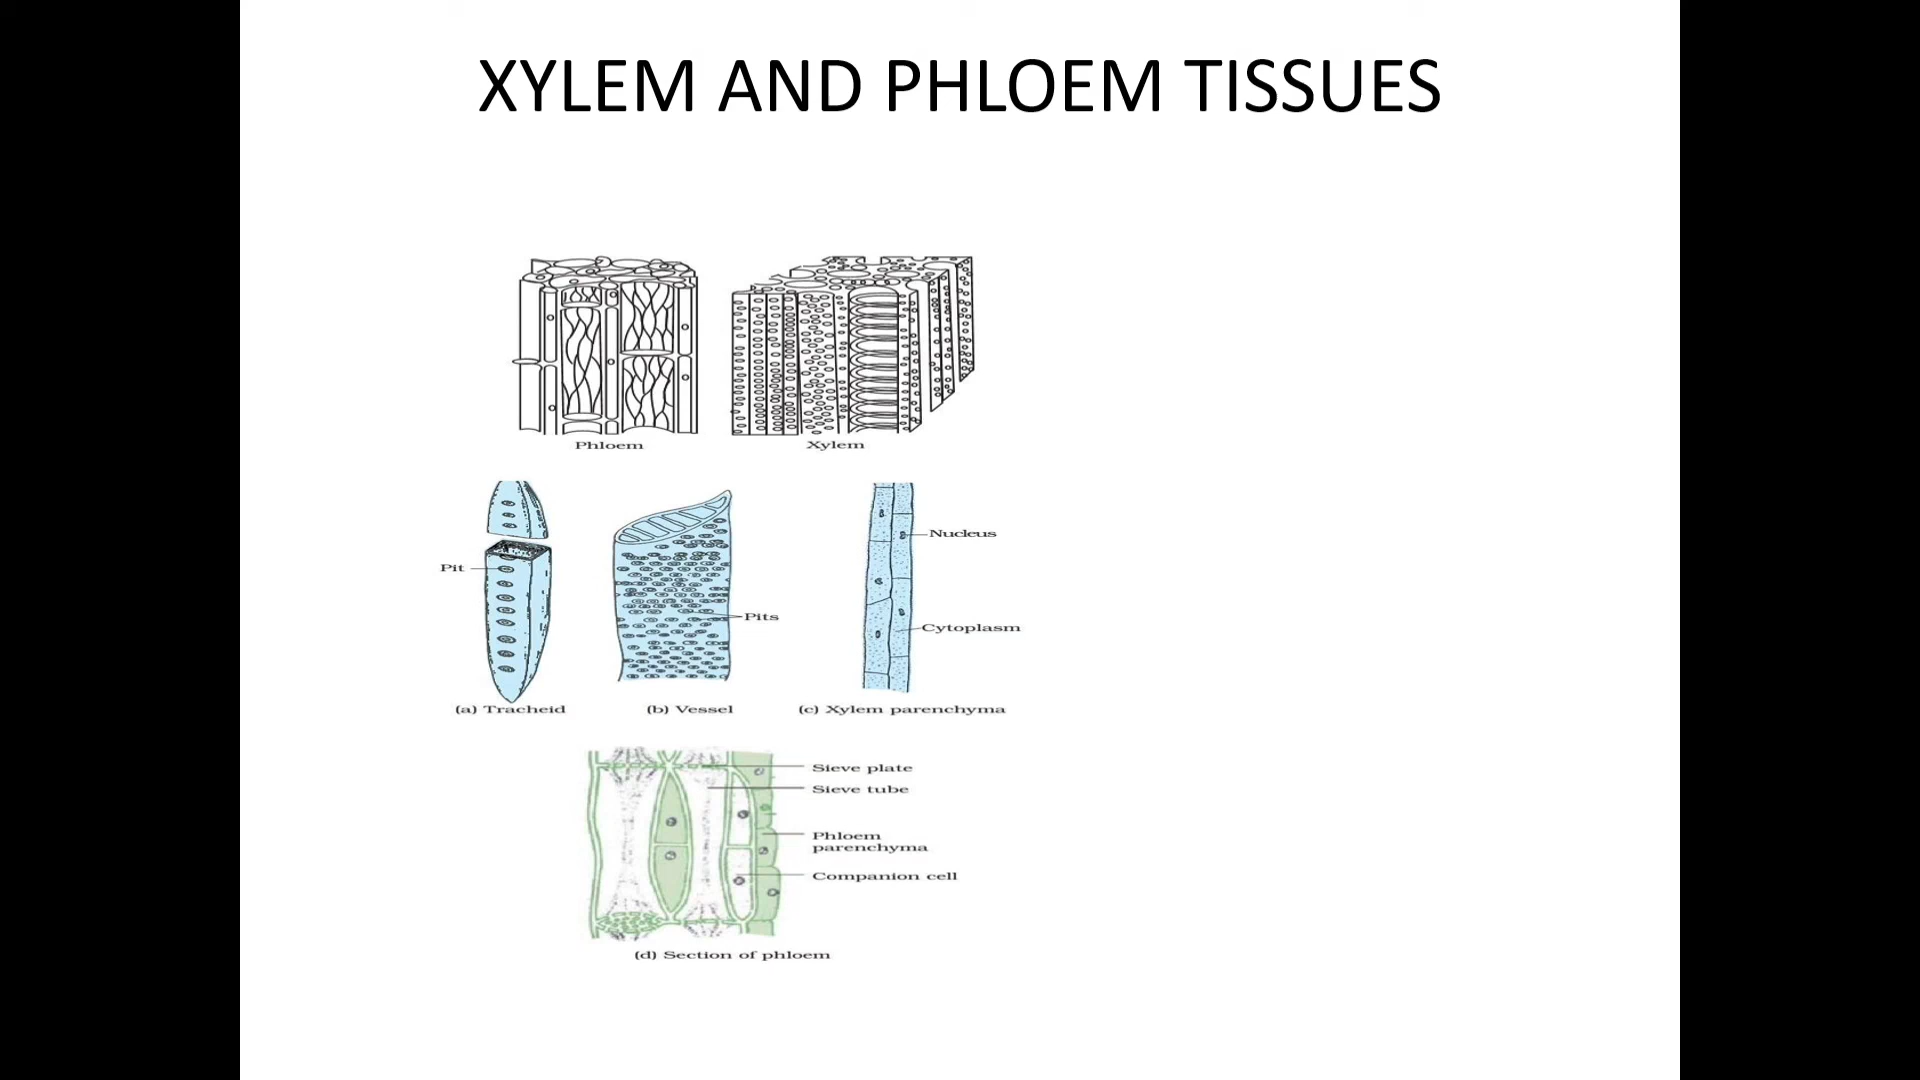 XYLEM AND PHLOEM TISSUES
Phloem
Xylem
Pit
Pits
Nucleus
Cytoplasm
(a) Tracheid
(b) Vessel
(c) Xylem parenchyma
Sieve plate
Sieve tube
Phloem
parenchyma
Companion cell
(d) Section of phloem